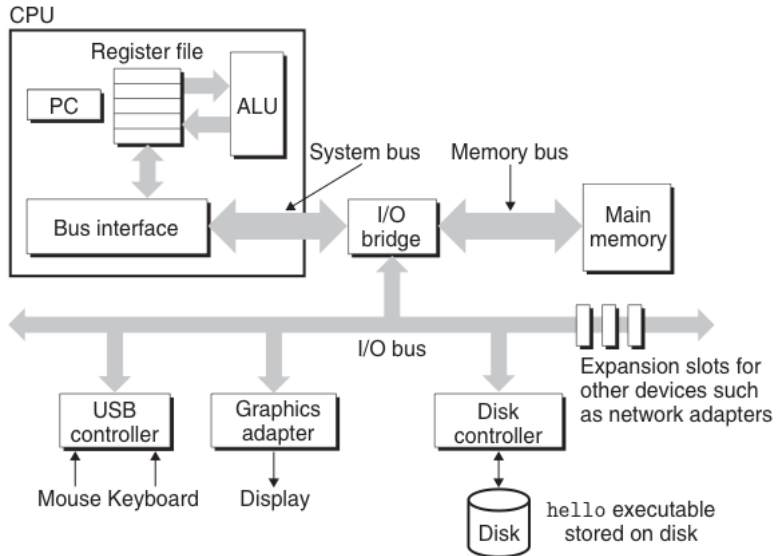 CPU
Register file
PC
ALU
System bus
Memory bus
Bus interface
I/O
bridge
Main
memory
I/O bus
Expansion slots for
other devices such
as network adapters
USB
controller
Graphics
adapter
Disk
controller
Mouse Keyboard
Display
Disk
hello executable
stored on disk